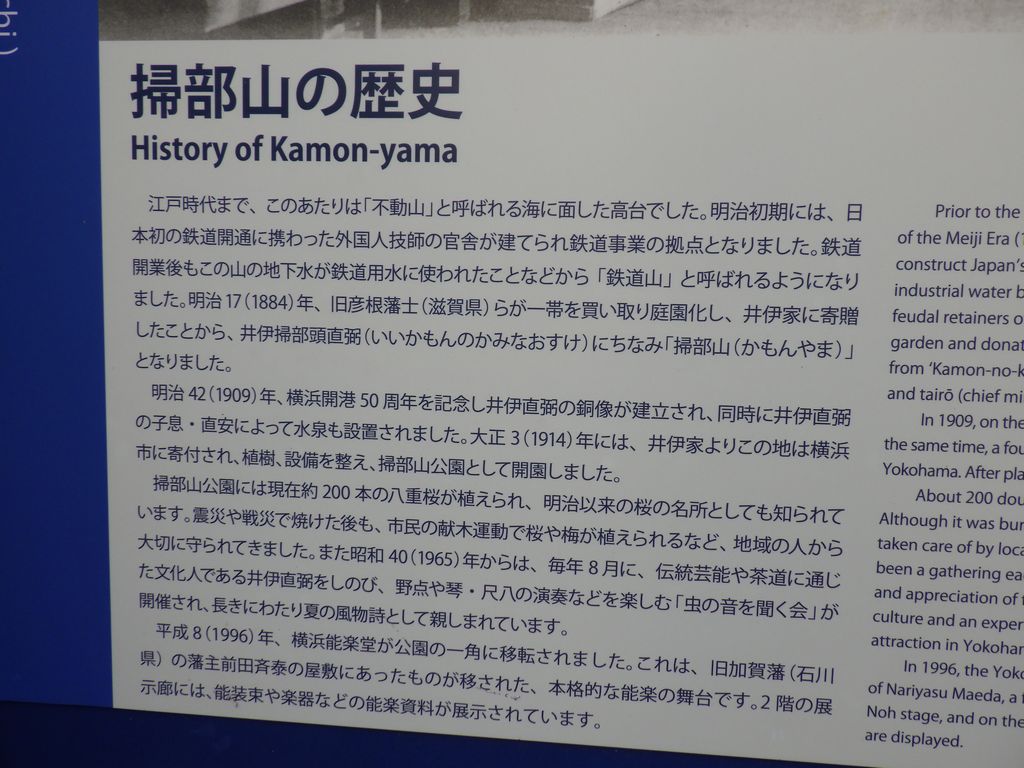 chi)
掃部山の歴史
History of Kamon-yama
江戸時代まで、このあたりは「不動山」と呼ばれる海に面した高台でした。明治初期には、日
本初の鉄道開通に携わった外国人技師の官舎が建てられ鉄道事業の拠点となりました。鉄道
開業後もこの山の地下水が鉄道用水に使われたことなどから「鉄道山」と呼ばれるようになり
ました。明治17(1884)年、旧彦根藩士(滋賀県)らが一帯を買い取り庭園化し、井伊家に寄贈
したことから、井伊掃部頭直弼(いいかもんのかみなおすけ)にちなみ「掃部山(かもんやま)」
となりました。
明治42(1909)年、横浜開港50周年を記念し井伊直弼の銅像が建立され、同時に井伊直弼
の子息・直安によって水泉も設置されました。大正3(1914)年には、井伊家よりこの地は横浜
市に寄付され、植樹、設備を整え、掃部山公園として開園しました。
掃部山公園には現在約200本の八重桜が植えられ、明治以来の桜の名所としても知られて
います。震災や戦災で焼けた後も、市民の献木運動で桜や梅が植えられるなど、地域の人から
大切に守られてきました。また昭和40(1965)年からは、毎年8月に、伝統芸能や茶道に通じ
た文化人である井伊直弼をしのび、野点や琴・尺八の演奏などを楽しむ「虫の音を聞く会」が
開催され、長きにわたり夏の風物詩として親しまれています。
平成8(1996)年、横浜能楽堂が公園の一角に移転されました。これは、旧加賀藩(石川
県)の藩主前田斉泰の屋敷にあったものが移された、本格的な能楽の舞台です。2階の展
示廊には、能装束や楽器などの能楽資料が展示されています。
Prior to the
of the Meiji Era (
construct Japan's
industrial water b
feudal retainers o
garden and donat
from 'Kamon-no-k
and tairō (chief mi
In 1909, on the
the same time, a fou
Yokohama. After pla
About 200 dou
Although it was bur
taken care of by loca
been a gathering ea
and appreciation of
culture and an exper
attraction in Yokohar
In 1996, the Yoko
of Nariyasu Maeda, a f
Noh stage, and on the
are displayed.